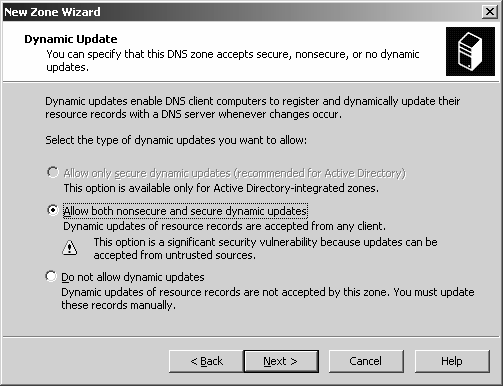 New Zone Wizard
Dynamic Update
You can specify that this DNS zone accepts secure, nonsecure, or no dynamic
updates.
Dynamic updates enable DNS client computers to register and dynamically update their
resource records with a DNS server whenever changes occur.
Select the type of dynamic updates you want to allow:
Allow only secure dynamic updates (recommended for Active Directory)
This option is available only for Active Directory-integrated zones.
Allow both nonsecure and secure dynamic updates
Dynamic updates of resource records are accepted from any client.
This option is a significant security vulnerability because updates can be
accepted from untrusted sources.
Do not allow dynamic updates
Dynamic updates of resource records are not accepted by this zone. You must update
these records manually.
< Back
Next >
Cancel
Help